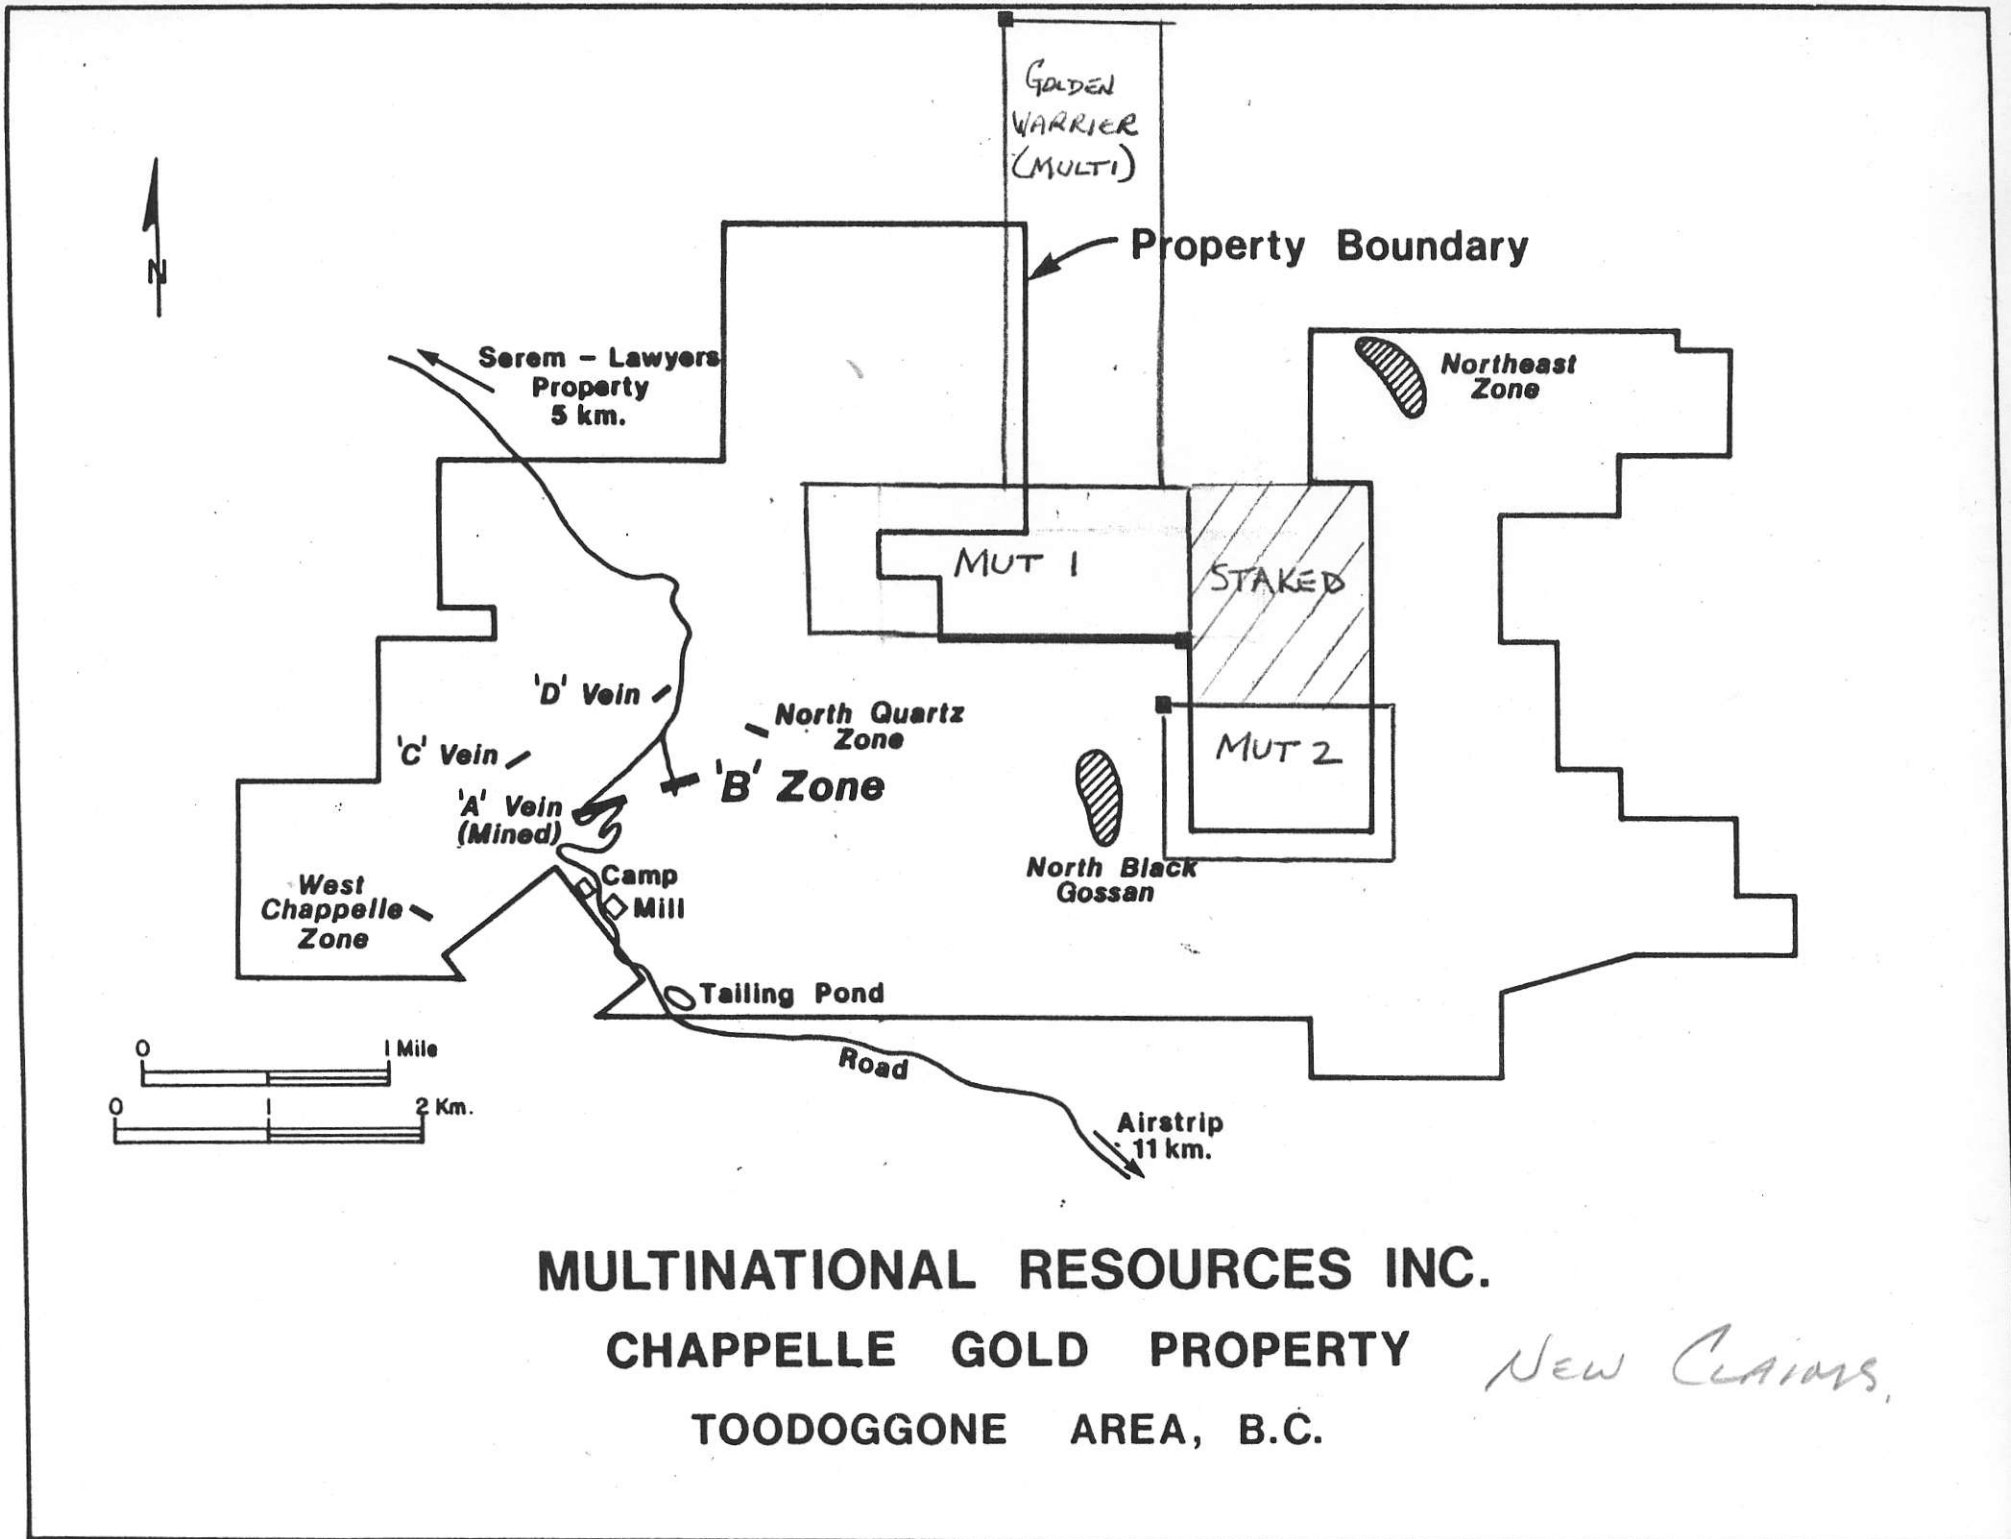 GOLDEN
WARRIER
(MULTI)
N
Property Boundary
Serem - Lawyers
Property
5 km.
Northeast
Zone
MUT 1
STAKED
'D' Vein
North Quartz
Zone
'C' Vein
MUT 2
'B' Zone
'A' Vein
(Mined)
North Black
Gossan
Camp
Mill
West
Chappelle
Zone
Tailing Pond
0 1 Mile
Road
0 1 2 Km.
Airstrip
11 km.
MULTINATIONAL RESOURCES INC.
CHAPPELLE GOLD PROPERTY
NEW CLAIMS.
TOODOGGONE AREA, B.C.